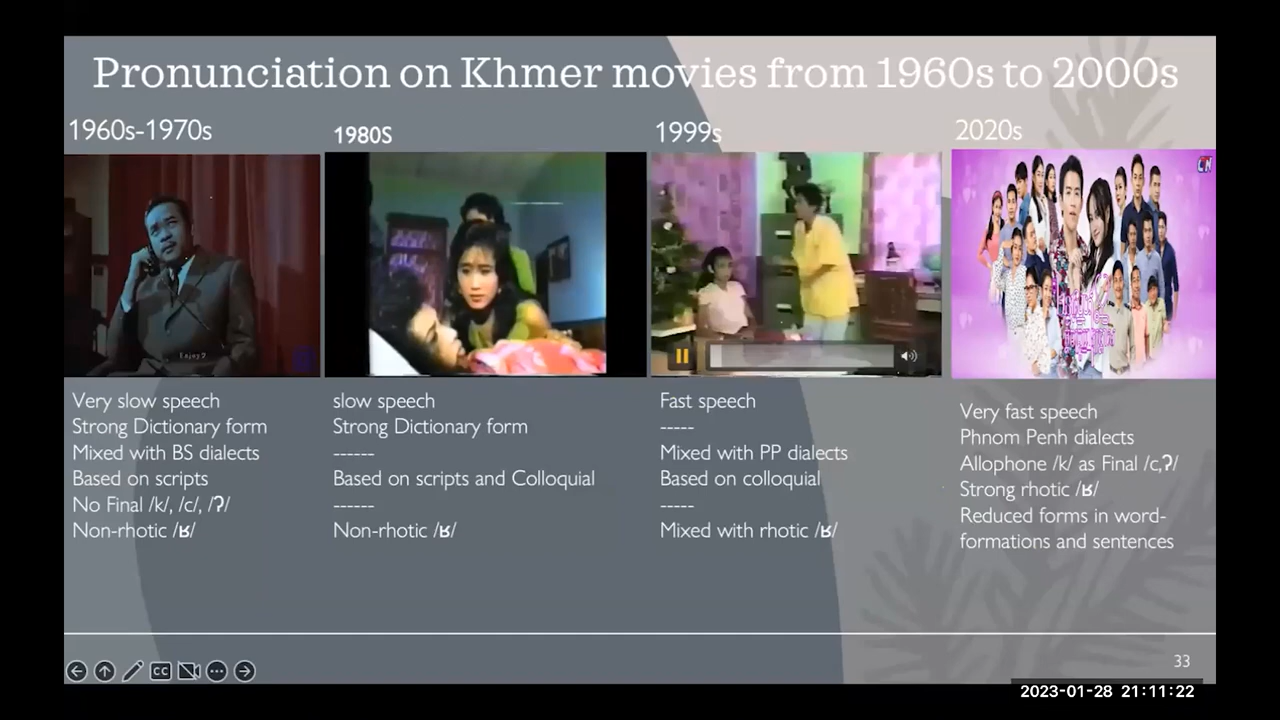 Pronunciation on Khmer movies from 1960s to 2000s
1960s-1970s
Enjoy2
Very slow speech
Strong Dictionary form
Mixed with BS dialects
Based on scripts
No Final /k/, /c/, /ʔ/
Non-rhotic /ʁ/
1980S
slow speech
Strong Dictionary form
------
Based on scripts and Colloquial
------
Non-rhotic /ʁ/
1999s
Fast speech
-----
Mixed with PP dialects
Based on colloquial
-----
Mixed with rhotic /ʁ/
2020s
CTN
Very fast speech
Phnom Penh dialects
Allophone /k/ as Final /c,ʔ/
Strong rhotic /ʁ/
Reduced forms in word-
formations and sentences
CC
33
2023-01-28 21:11:22